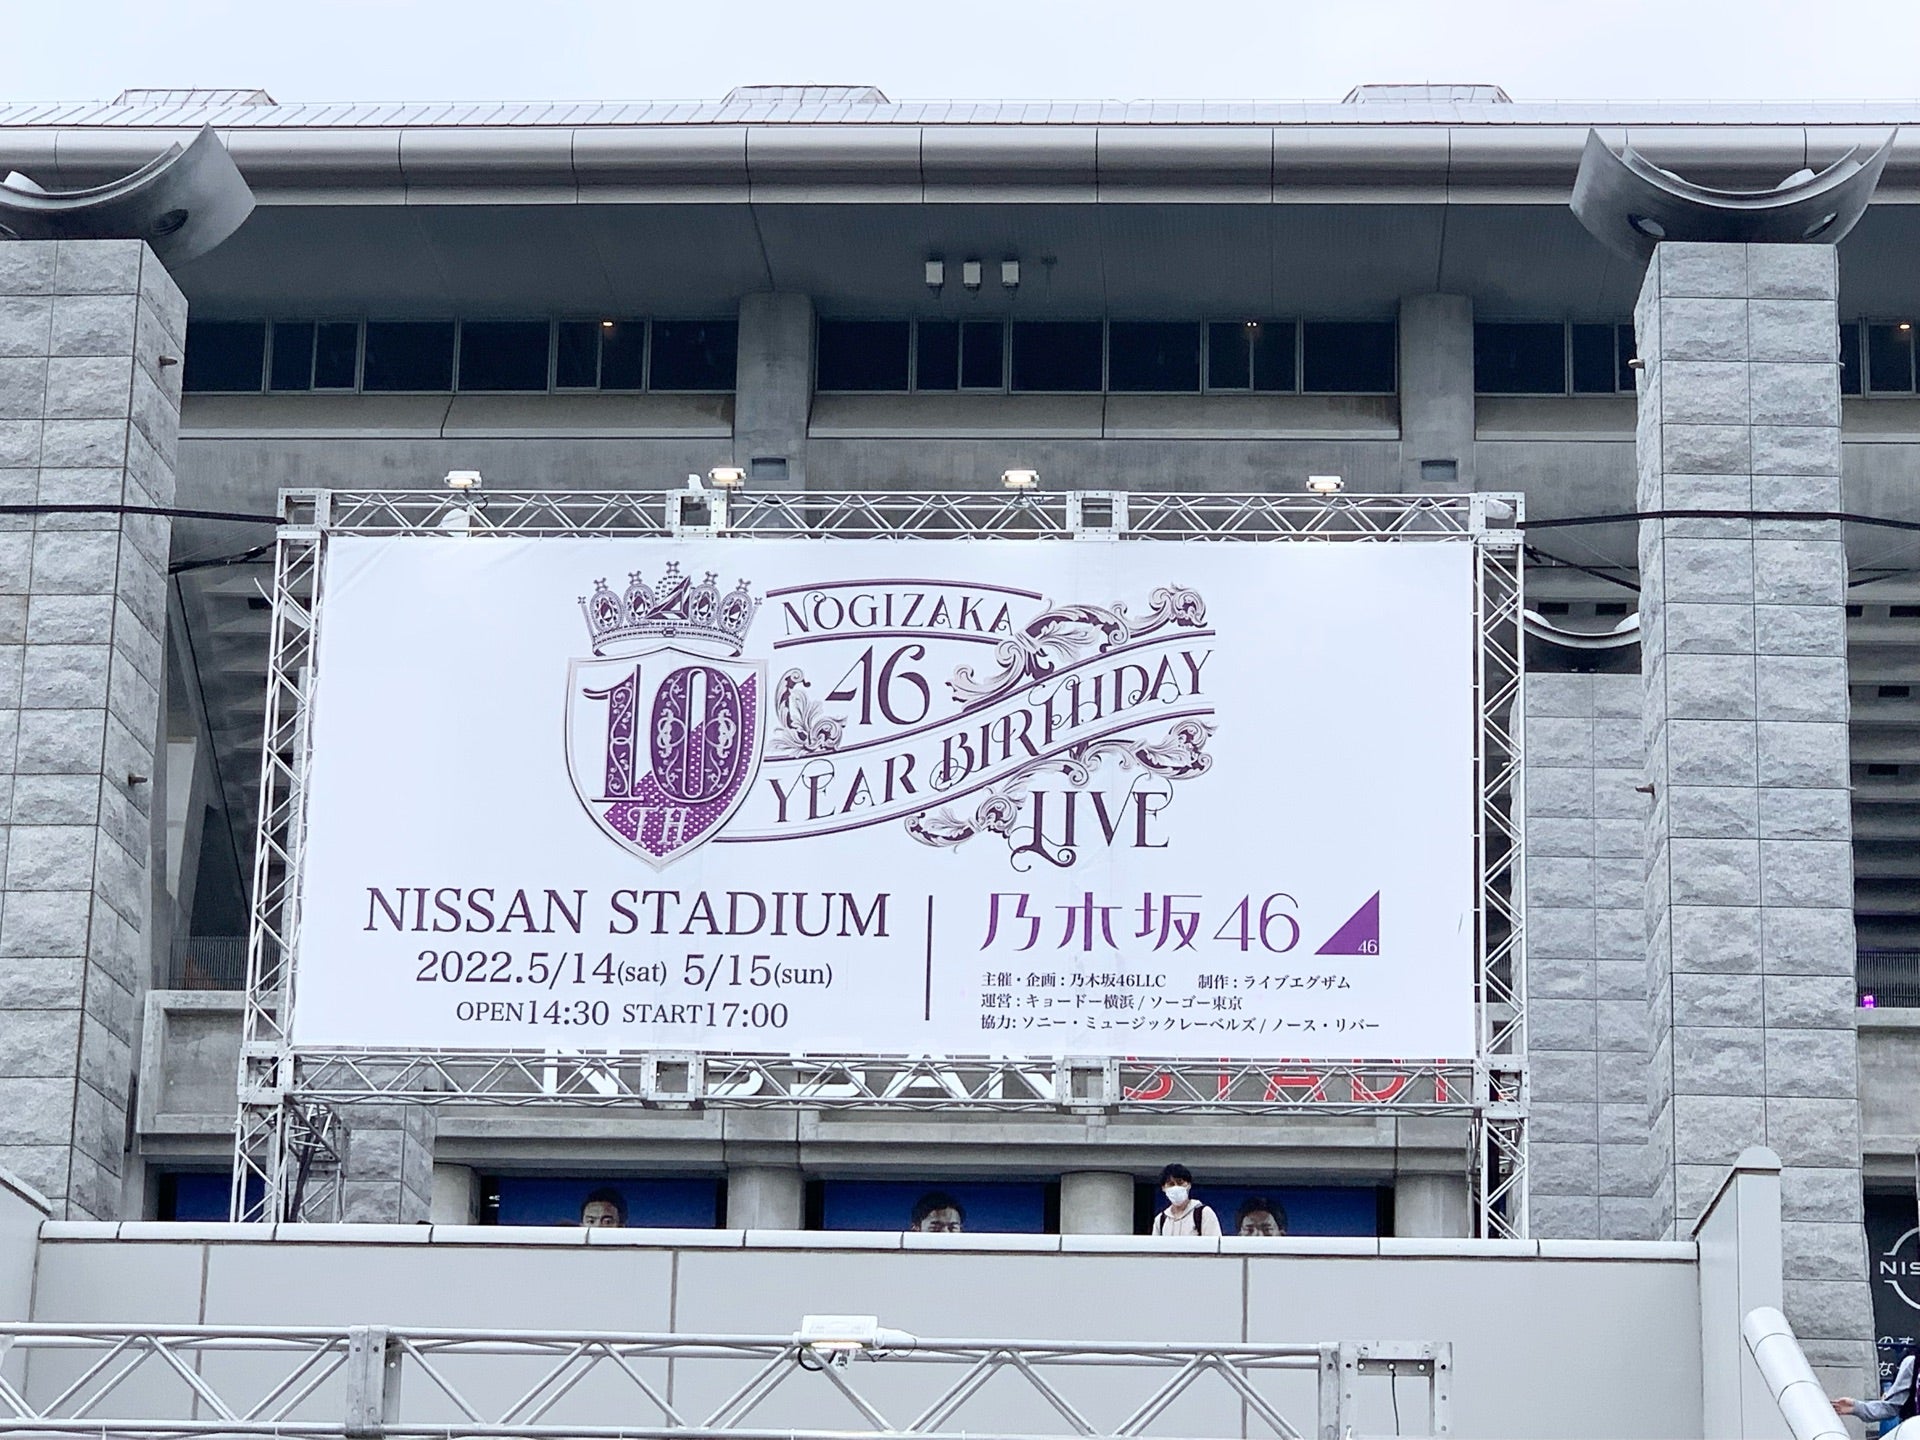 NOGIZAKA
46
10
TH
YEAR BIRTHDAY
LIVE
NISSAN STADIUM
2022.5/14(sat) 5/15(sun)
OPEN14:30 START17:00
乃木坂46
46
主催・企画：乃木坂46LLC 制作：ライブエグザム
運営：キョードー横浜 / ソーゴー東京
協力：ソニー・ミュージックレーベルズ / ノース・リバー
NISSAN STADI
NIS